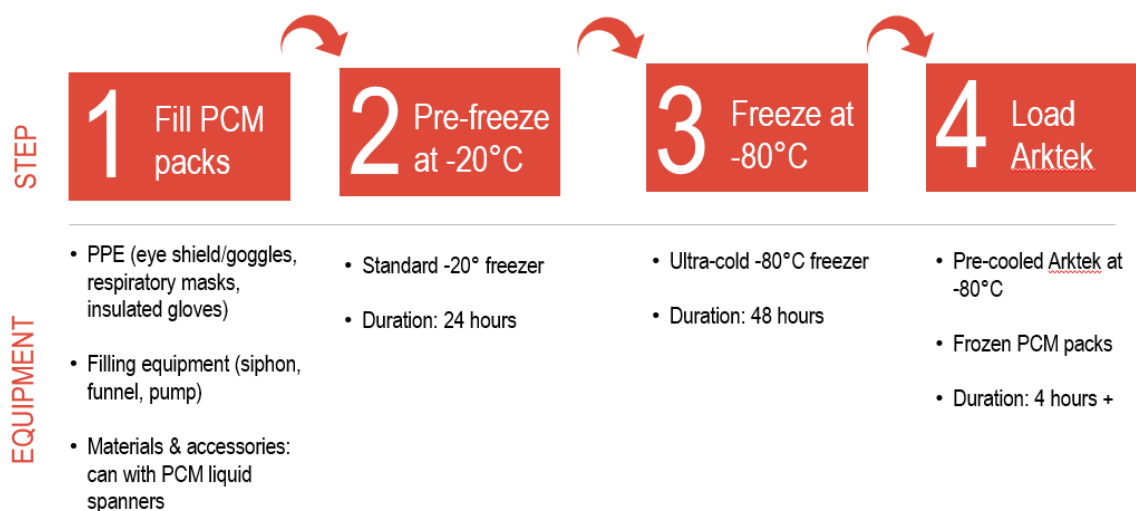 STEP
1
Fill PCM
packs
2
Pre-freeze
at -20°C
3
Freeze at
-80°C
4
Load
Arktek
EQUIPMENT
• PPE (eye shield/goggles,
respiratory masks,
insulated gloves)
• Filling equipment (siphon,
funnel, pump)
• Materials & accessories:
can with PCM liquid
spanners
• Standard -20° freezer
• Duration: 24 hours
• Ultra-cold -80°C freezer
• Duration: 48 hours
• Pre-cooled Arktek at
-80°C
• Frozen PCM packs
• Duration: 4 hours +